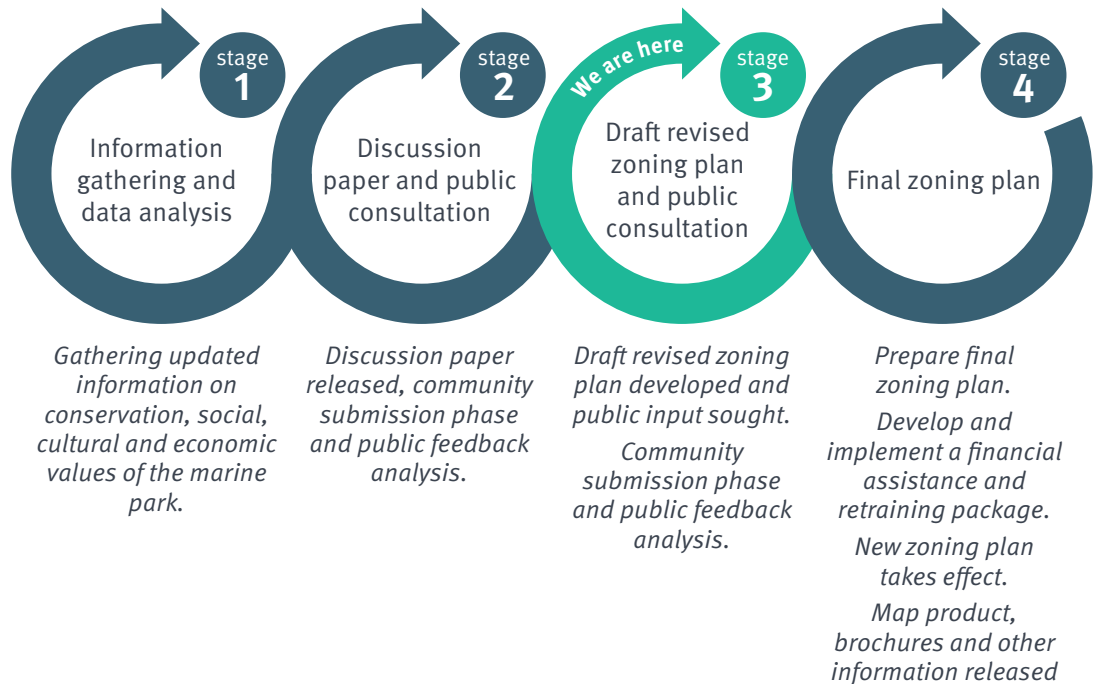 stage
1
Information
gathering and
data analysis
Gathering updated
information on
conservation, social,
cultural and economic
values of the marine
park.
stage
2
Discussion
paper and public
consultation
Discussion paper
released, community
submission phase
and public feedback
analysis.
We are here
stage
3
Draft revised
zoning plan
and public
consultation
Draft revised zoning
plan developed and
public input sought.
Community
submission phase
and public feedback
analysis.
stage
4
Final zoning plan
Prepare final
zoning plan.
Develop and
implement a financial
assistance and
retraining package.
New zoning plan
takes effect.
Map product,
brochures and other
information released